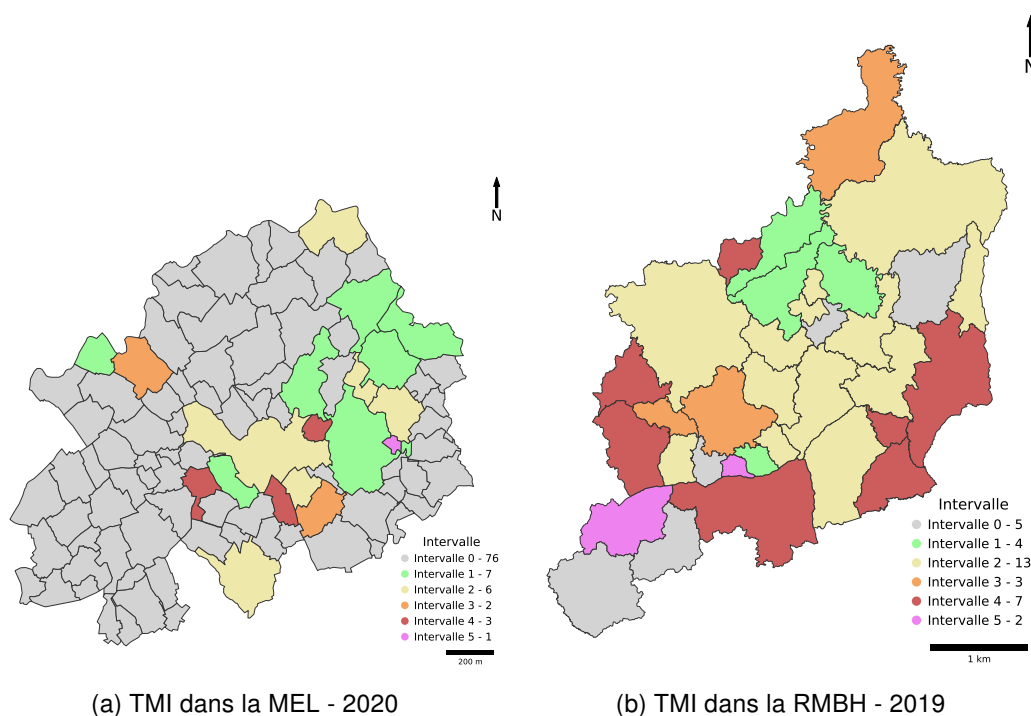 N
Intervalle
Intervalle 0 - 76
Intervalle 1 - 7
Intervalle 2 - 6
Intervalle 3 - 2
Intervalle 4 - 3
Intervalle 5 - 1
200 m
(a) TMI dans la MEL - 2020
N
Intervalle
Intervalle 0 - 5
Intervalle 1 - 4
Intervalle 2 - 13
Intervalle 3 - 3
Intervalle 4 - 7
Intervalle 5 - 2
1 km
(b) TMI dans la RMBH - 2019